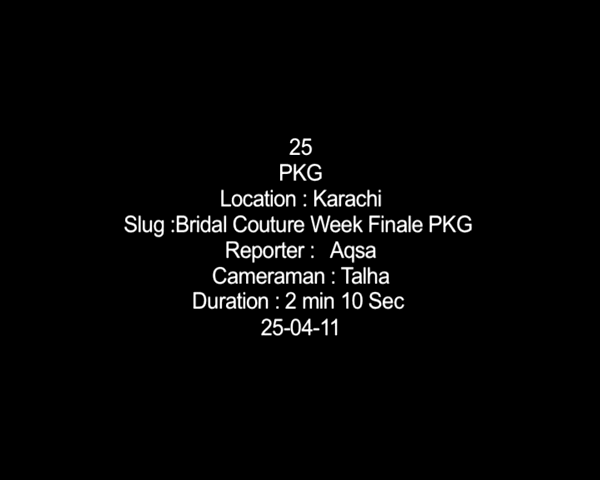 25
PKG
Location : Karachi
Slug :Bridal Couture Week Finale PKG
Reporter :   Aqsa
Cameraman : Talha
Duration : 2 min 10 Sec
25-04-11